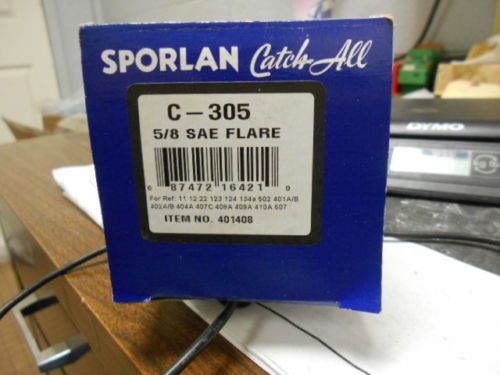 SPORLAN Catch-All
C-305
5/8 SAE FLARE
6 87472 16421 0
For Ref: 11 12 22 123 124 134a 502 401A/B
402A/B 404A 407C 408A 409A 410A 507
ITEM NO. 401408
DYMO